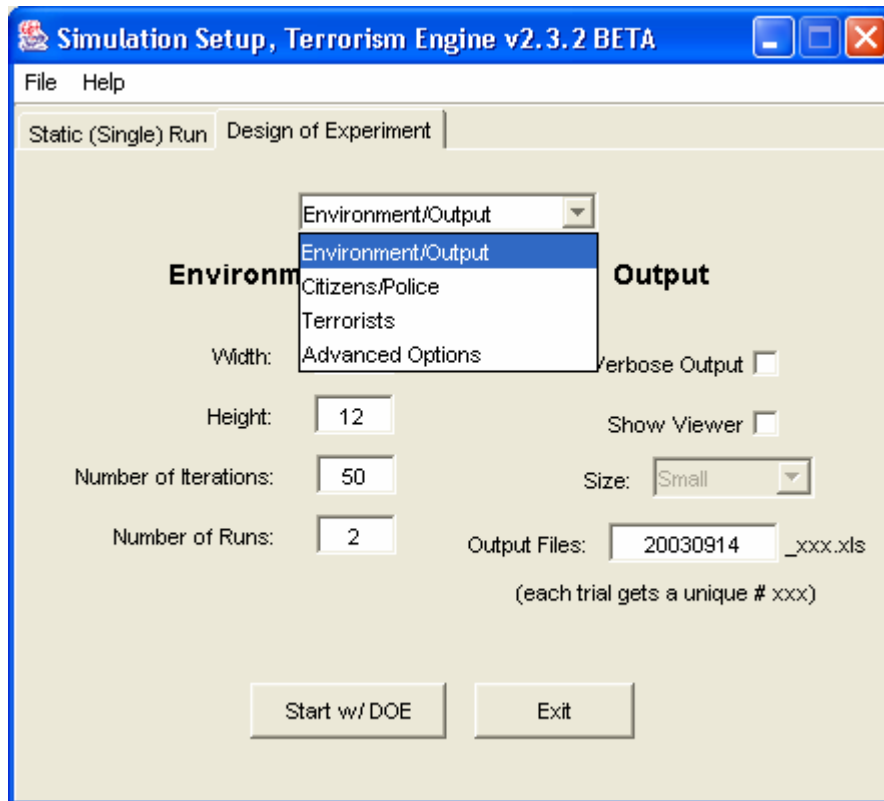 Simulation Setup, Terrorism Engine v2.3.2 BETA
File Help
Static (Single) Run Design of Experiment
Environment/Output
Environment/Output
Citizens/Police
Terrorists
Advanced Options
Output
Width:
Verbose Output
Height: 12
Show Viewer
Number of Iterations: 50
Size: Small
Number of Runs: 2
Output Files: 20030914 _xxx.xls
(each trial gets a unique # xxx)
Start w/ DOE Exit